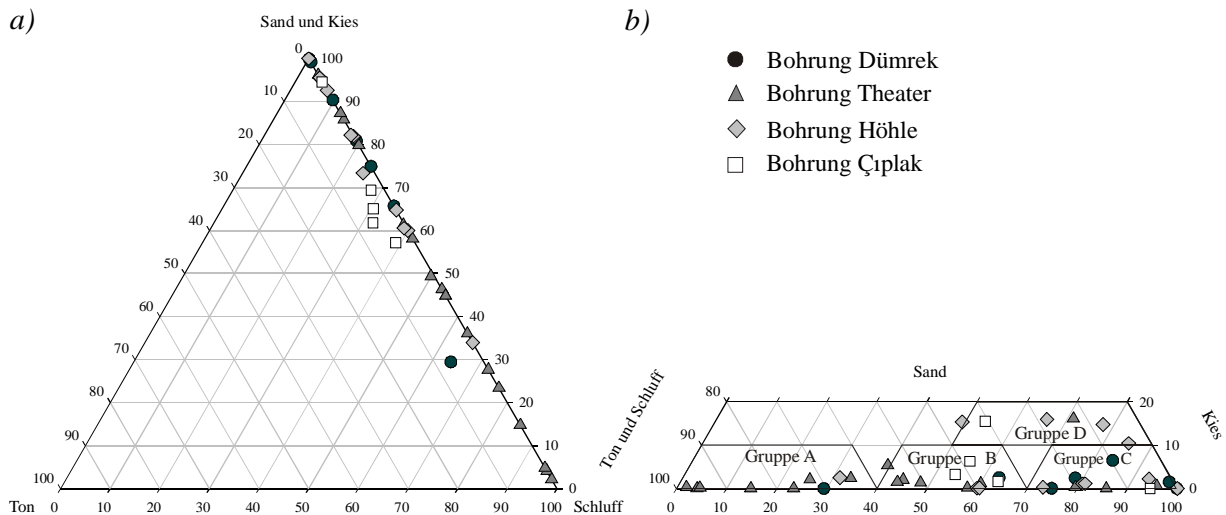 a)
Sand und Kies
0 100
10 90
20 80
30 70
40 60
50 50
60 40
70 30
80 20
90 10
100 0
Ton 0 10 20 30 40 50 60 70 80 90 100 Schluff
b)
Bohrung Dümrek
Bohrung Theater
Bohrung Höhle
Bohrung Çıplak
Sand
Ton und Schluff
Kies
80 20
90 10
100 0
Gruppe D
Gruppe A
Gruppe B
Gruppe C
0 10 20 30 40 50 60 70 80 90 100